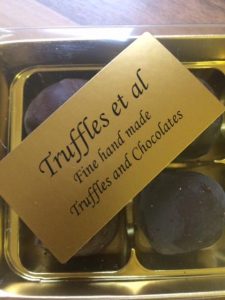 Truffles et al
Fine hand made
Truffles and Chocolates